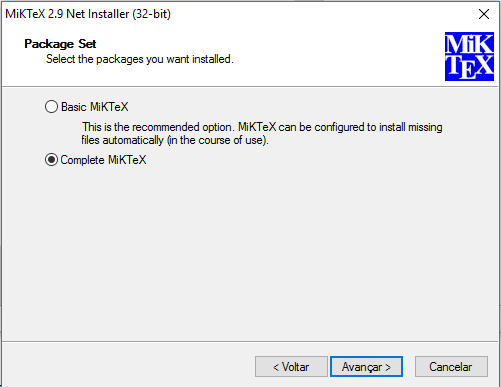 MiKTeX 2.9 Net Installer (32-bit)
Package Set
Select the packages you want installed.
MiK
TEX
Basic MiKTeX
This is the recommended option. MiKTeX can be configured to install missing
files automatically (in the course of use).
Complete MiKTeX
< Voltar
Avançar >
Cancelar